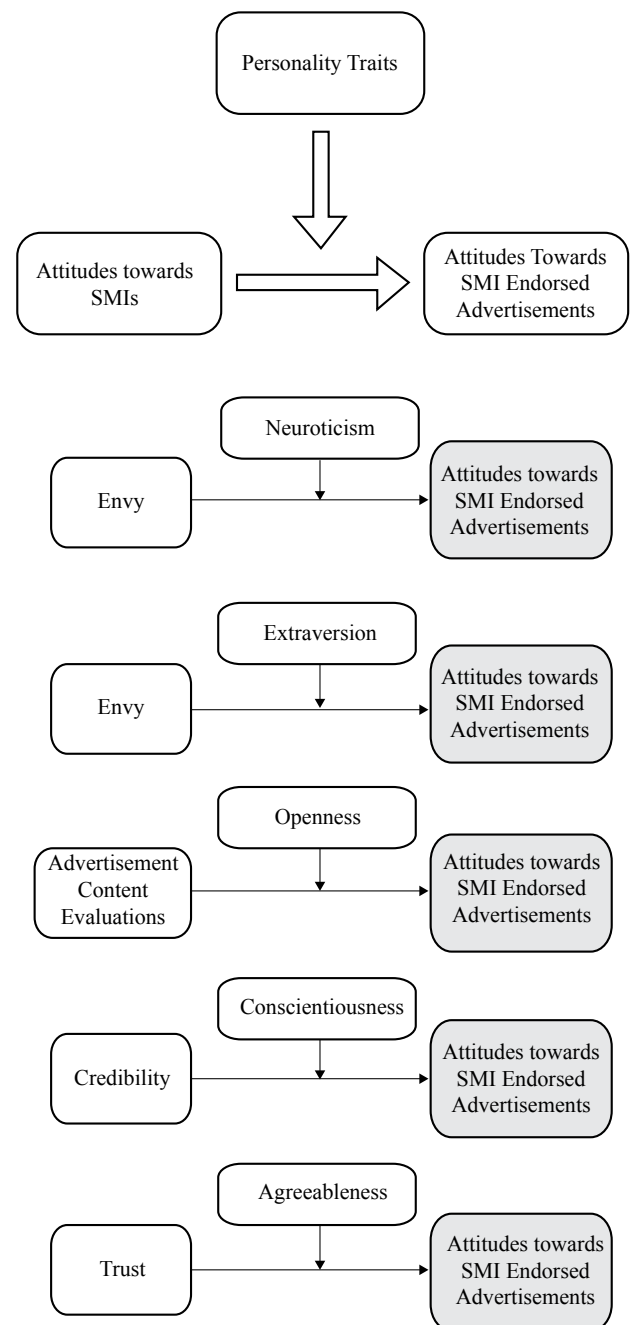 Personality Traits
Attitudes towards
SMIs
Attitudes Towards
SMI Endorsed
Advertisements
Neuroticism
Envy
Attitudes towards
SMI Endorsed
Advertisements
Extraversion
Envy
Attitudes towards
SMI Endorsed
Advertisements
Openness
Advertisement
Content
Evaluations
Attitudes towards
SMI Endorsed
Advertisements
Conscientiousness
Credibility
Attitudes towards
SMI Endorsed
Advertisements
Agreeableness
Trust
Attitudes towards
SMI Endorsed
Advertisements